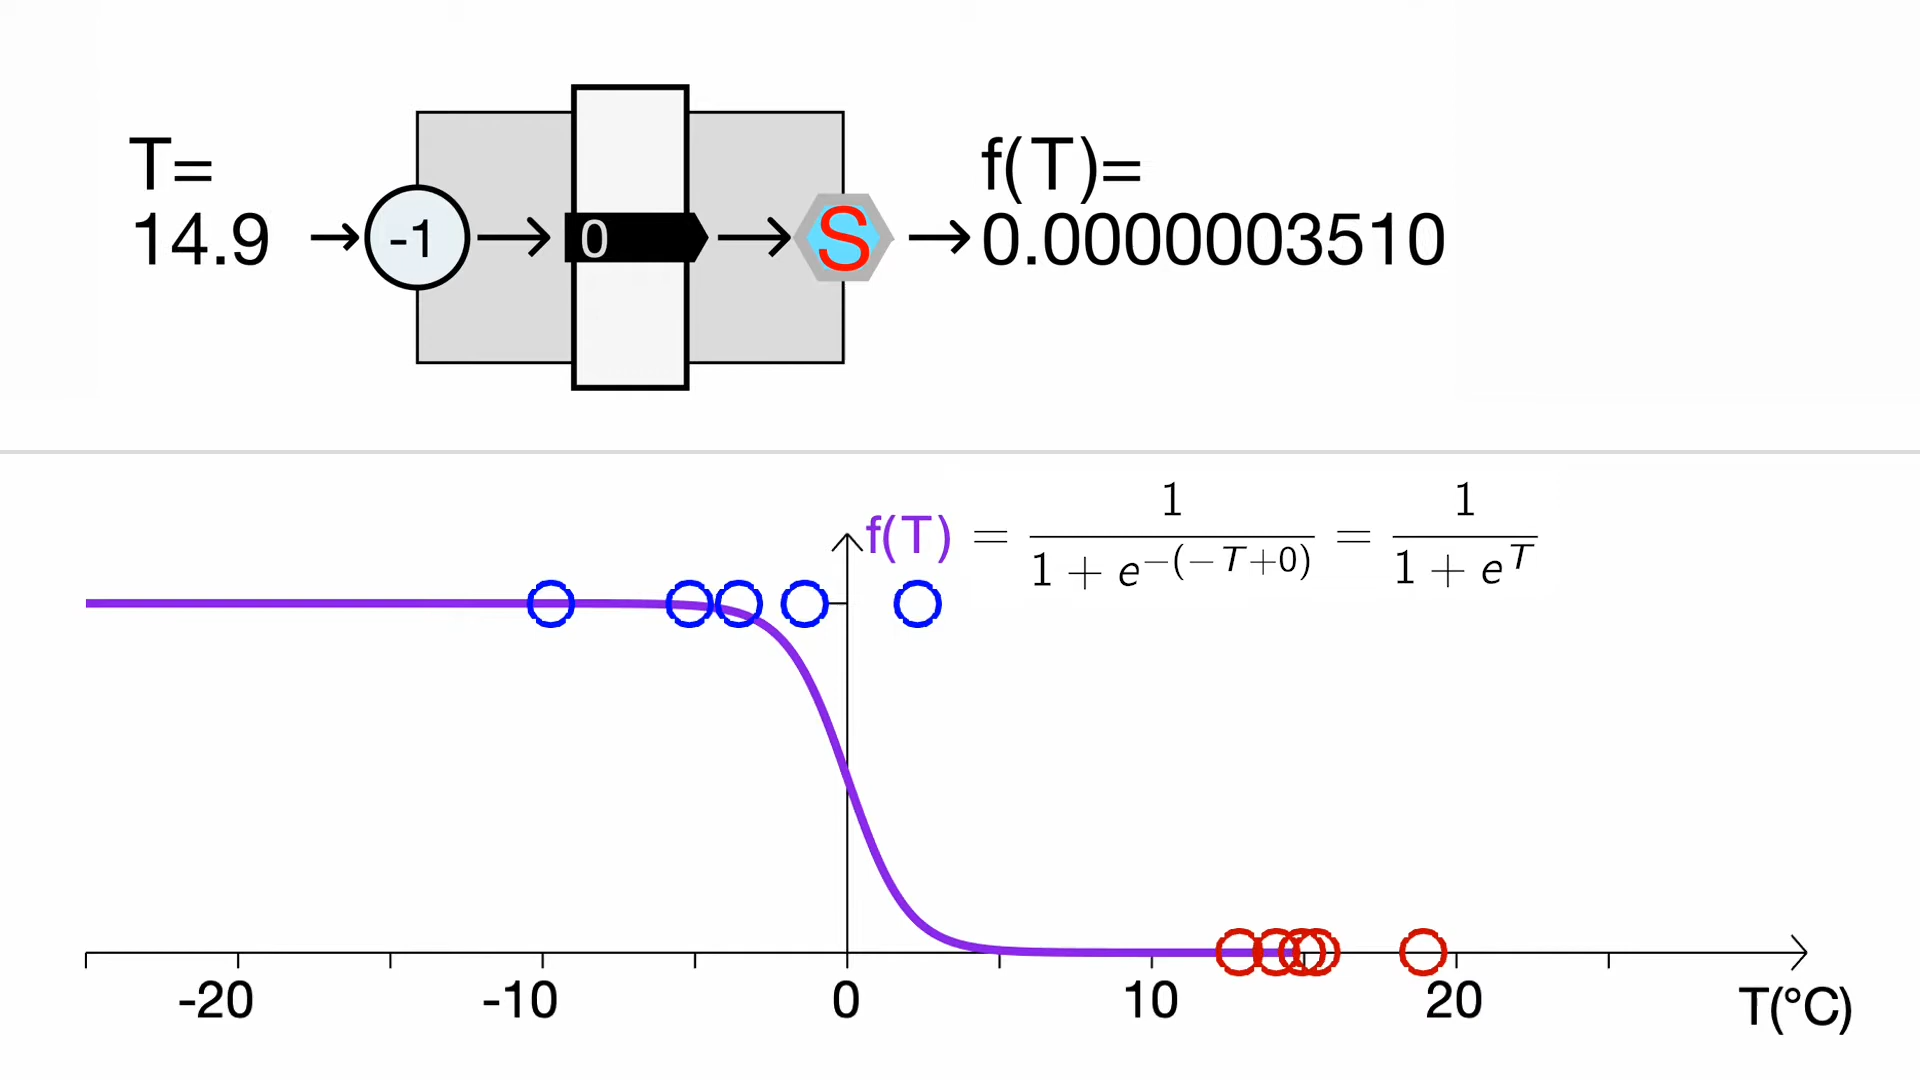 T=
14.9
-1
0
S
f(T)=
0.0000003510
f(T) = 1 / (1 + e^{-(-T+0)}) = 1 / (1 + e^T)
-20 -10 0 10 20 T(°C)